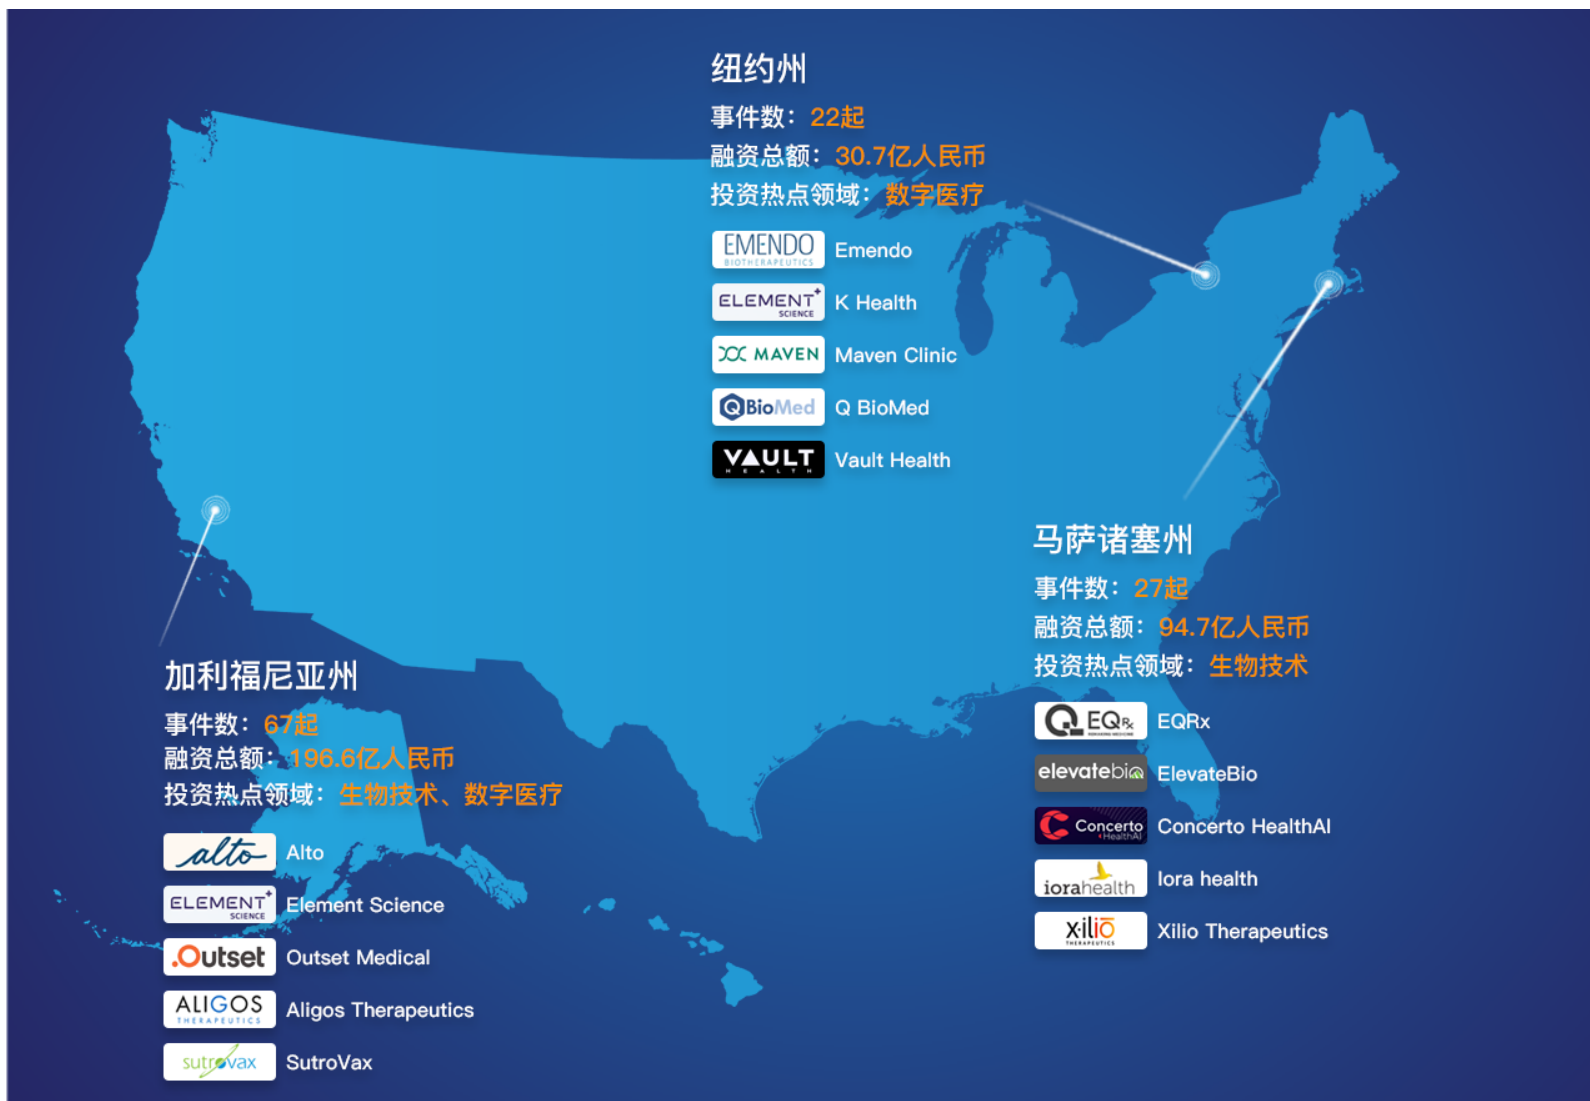 纽约州
事件数：22起
融资总额：30.7亿人民币
投资热点领域：数字医疗
EMENDO
BIOTHERAPEUTICS
Emendo
ELEMENT+
SCIENCE
K Health
MAVEN
Maven Clinic
QBioMed
Q BioMed
VAULT
HEALTH
Vault Health
马萨诸塞州
事件数：27起
融资总额：94.7亿人民币
投资热点领域：生物技术
EQRx
EQRx
elevatebio
ElevateBio
Concerto
HealthAI
Concerto HealthAI
iorahealth
Iora health
xilio
THERAPEUTICS
Xilio Therapeutics
加利福尼亚州
事件数：67起
融资总额：196.6亿人民币
投资热点领域：生物技术、数字医疗
alto
Alto
ELEMENT+
SCIENCE
Element Science
.Outset
Outset Medical
ALIGOS
THERAPEUTICS
Aligos Therapeutics
sutrovax
SutroVax